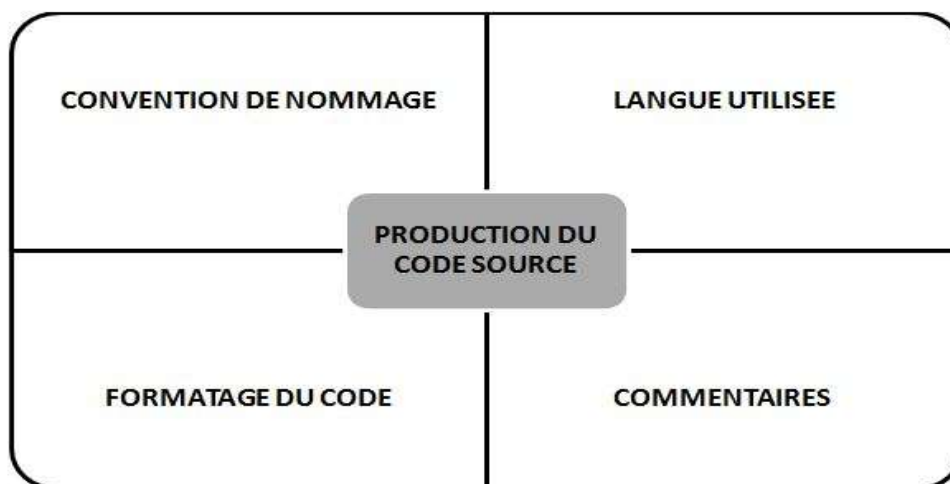 CONVENTION DE NOMMAGE
LANGUE UTILISEE
PRODUCTION DU
CODE SOURCE
FORMATAGE DU CODE
COMMENTAIRES